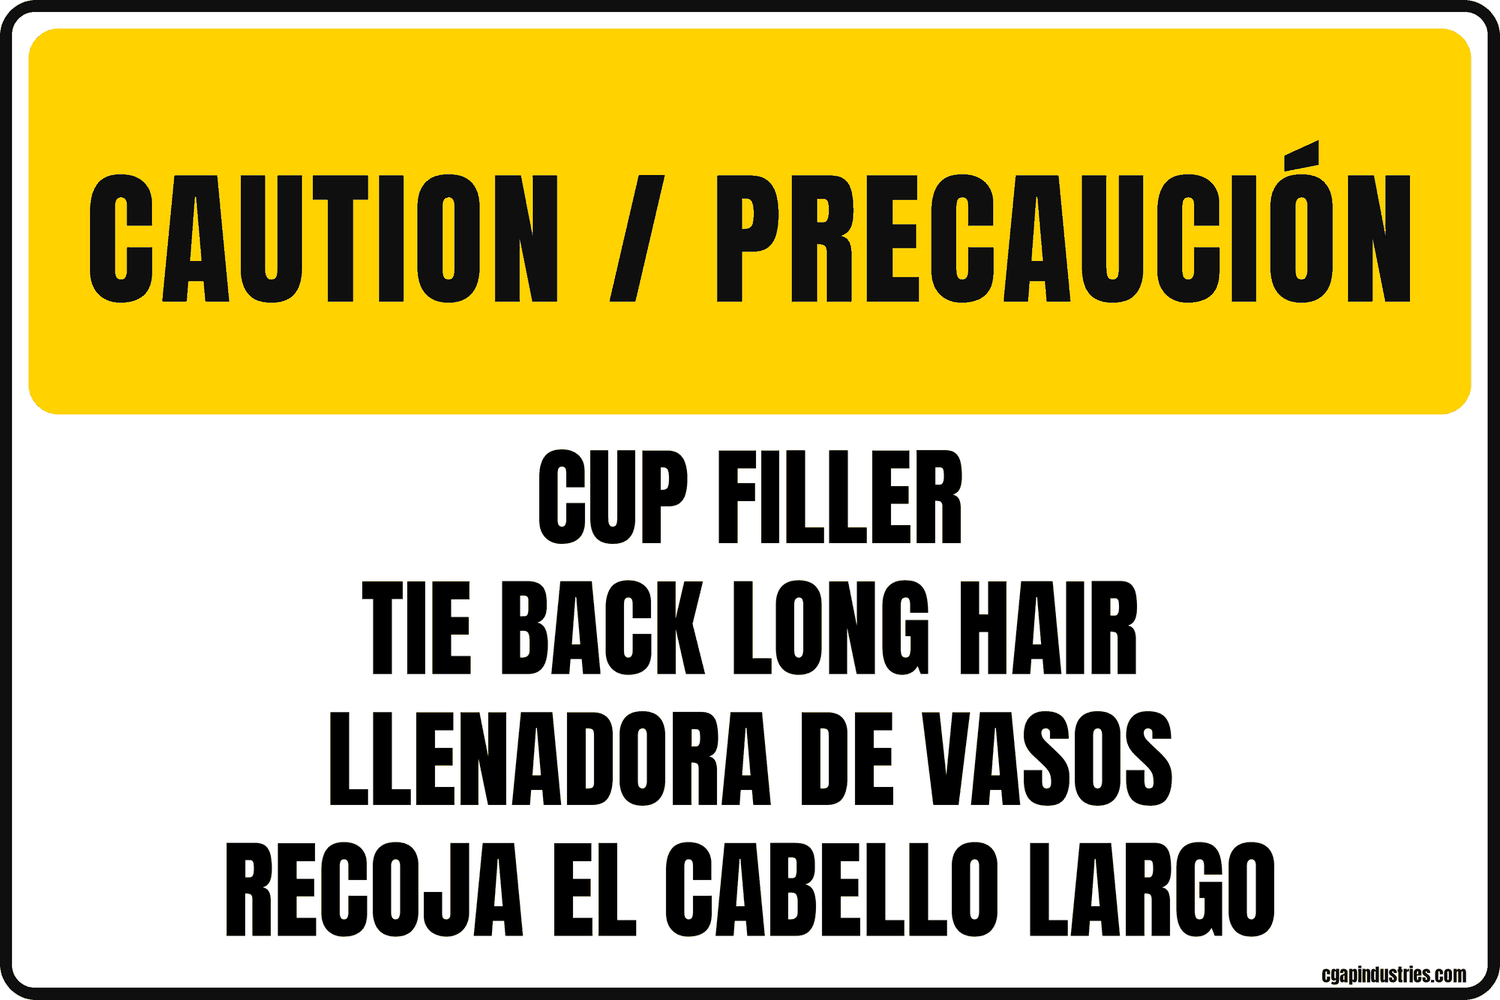 CAUTION / PRECAUCIÓN
CUP FILLER
TIE BACK LONG HAIR
LLENADORA DE VASOS
RECOJA EL CABELLO LARGO
cgapindustries.com